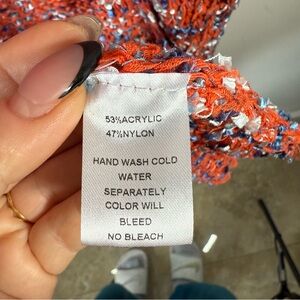 53%ACRYLIC
47%NYLON
HAND WASH COLD
WATER
SEPARATELY
COLOR WILL
BLEED
NO BLEACH